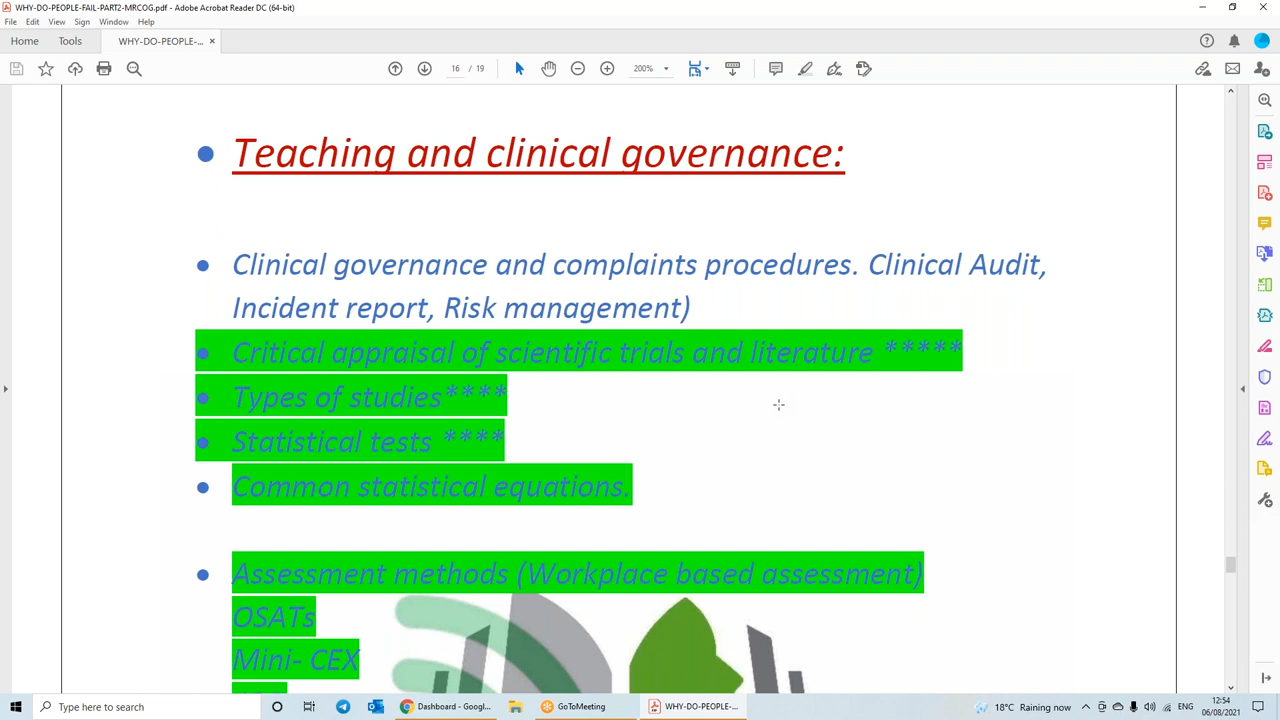 WHY-DO-PEOPLE-FAIL-PART2-MRCOG.pdf - Adobe Acrobat Reader DC (64-bit)
File Edit View Sign Window Help
Home Tools WHY-DO-PEOPLE-... ×
16 / 19 200%
• Teaching and clinical governance:
• Clinical governance and complaints procedures. Clinical Audit,
Incident report, Risk management)
• Critical appraisal of scientific trials and literature *****
• Types of studies****
• Statistical tests ****
• Common statistical equations.
• Assessment methods (Workplace based assessment)
OSATs
Mini- CEX
Type here to search
Dashboard - Googl...
GoToMeeting
WHY-DO-PEOPLE-...
18°C Raining now
ENG
12:54
06/08/2021